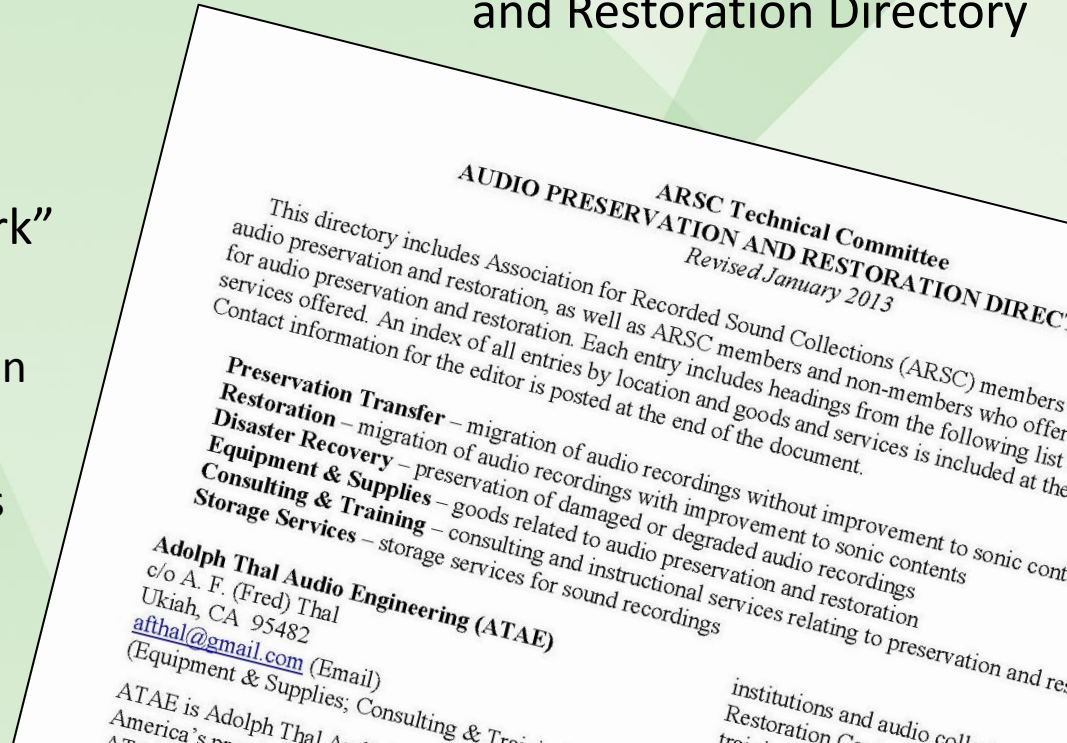 and Restoration Directory
rk”
n
s
ARSC Technical Committee
AUDIO PRESERVATION AND RESTORATION DIRECT
Revised January 2013
This directory includes Association for Recorded Sound Collections (ARSC) members
audio preservation and restoration, as well as ARSC members and non-members who offer
for audio preservation and restoration. Each entry includes headings from the following list
services offered. An index of all entries by location and goods and services is included at the
Contact information for the editor is posted at the end of the document.
Preservation Transfer – migration of audio recordings without improvement to sonic cont
Restoration – migration of audio recordings with improvement to sonic contents
Disaster Recovery – preservation of damaged or degraded audio recordings
Equipment & Supplies – goods related to audio preservation and restoration
Consulting & Training – consulting and instructional services relating to preservation and res
Storage Services – storage services for sound recordings
Adolph Thal Audio Engineering (ATAE)
c/o A. F. (Fred) Thal
Ukiah, CA 95482
afthal@gmail.com (Email)
(Equipment & Supplies; Consulting &
ATAE is Adolph Thal
America's
institutions and audio
Restoration